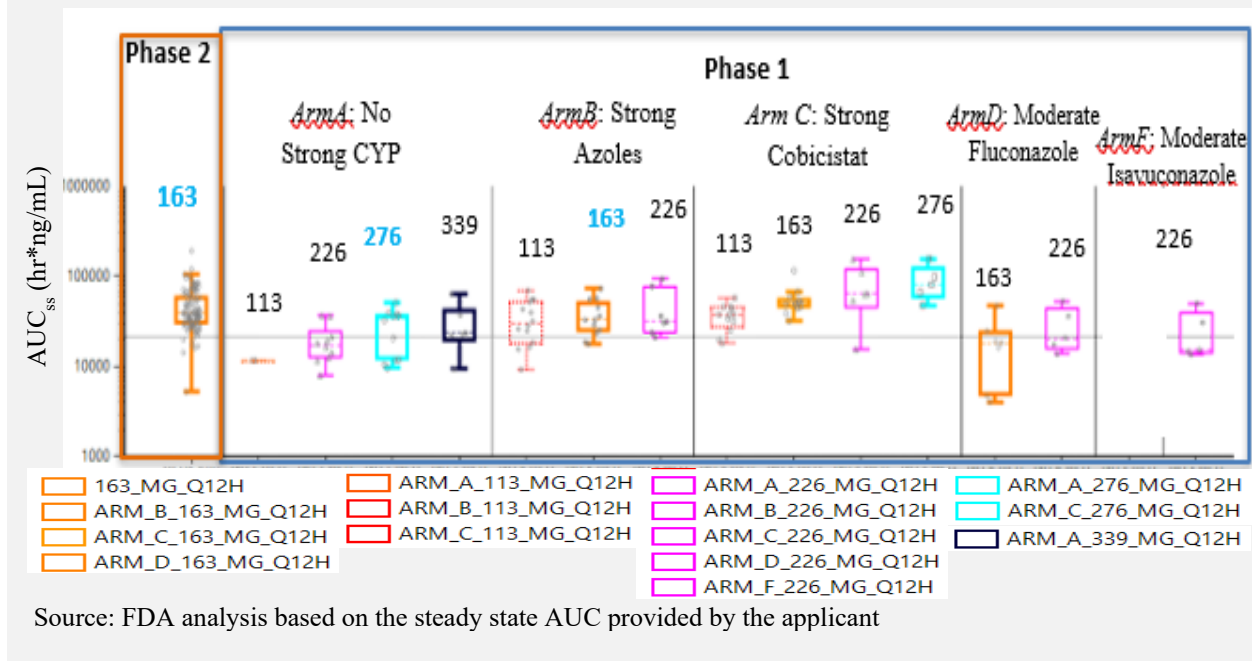 Phase 2
Phase 1
ArmA: No
Strong CYP
ArmB: Strong
Azoles
Arm C: Strong
Cobicistat
ArmD: Moderate
Fluconazole
ArmF: Moderate
Isavuconazole
AUCss (hr*ng/mL)
1000000
100000
10000
1000
163
113
226
276
339
113
163
226
113
163
226
276
163
226
226
163_MG_Q12H
ARM_B_163_MG_Q12H
ARM_C_163_MG_Q12H
ARM_D_163_MG_Q12H
ARM_A_113_MG_Q12H
ARM_B_113_MG_Q12H
ARM_C_113_MG_Q12H
ARM_A_226_MG_Q12H
ARM_B_226_MG_Q12H
ARM_C_226_MG_Q12H
ARM_D_226_MG_Q12H
ARM_F_226_MG_Q12H
ARM_A_276_MG_Q12H
ARM_C_276_MG_Q12H
ARM_A_339_MG_Q12H
Source: FDA analysis based on the steady state AUC provided by the applicant